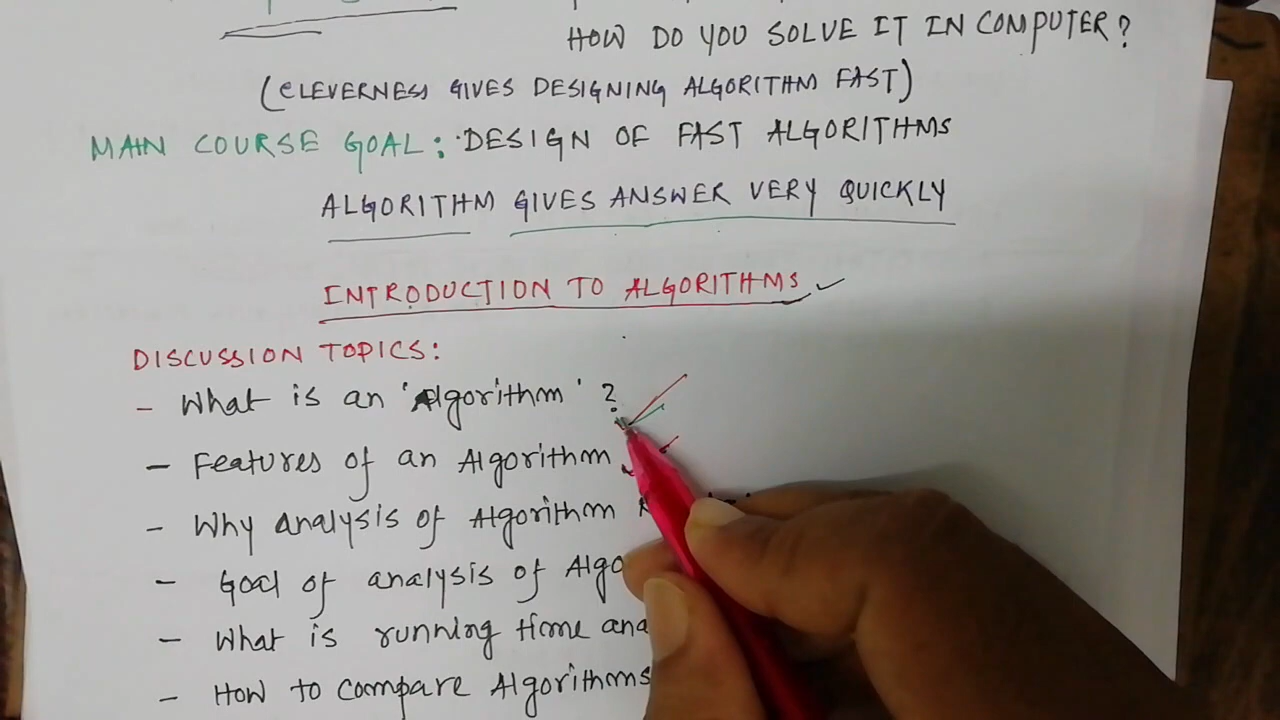 HOW DO YOU SOLVE IT IN COMPUTER?
(CLEVERNESS GIVES DESIGNING ALGORITHM FAST)
MAIN COURSE GOAL: DESIGN OF FAST ALGORITHMS
ALGORITHM GIVES ANSWER VERY QUICKLY
INTRODUCTION TO ALGORITHMS
DISCUSSION TOPICS:
- What is an 'Algorithm' ?
- Features of an Algorithm
- Why Analysis of Algorithm
- Goal of analysis of Algo
- What is running time ana
- How to compare Algorithms